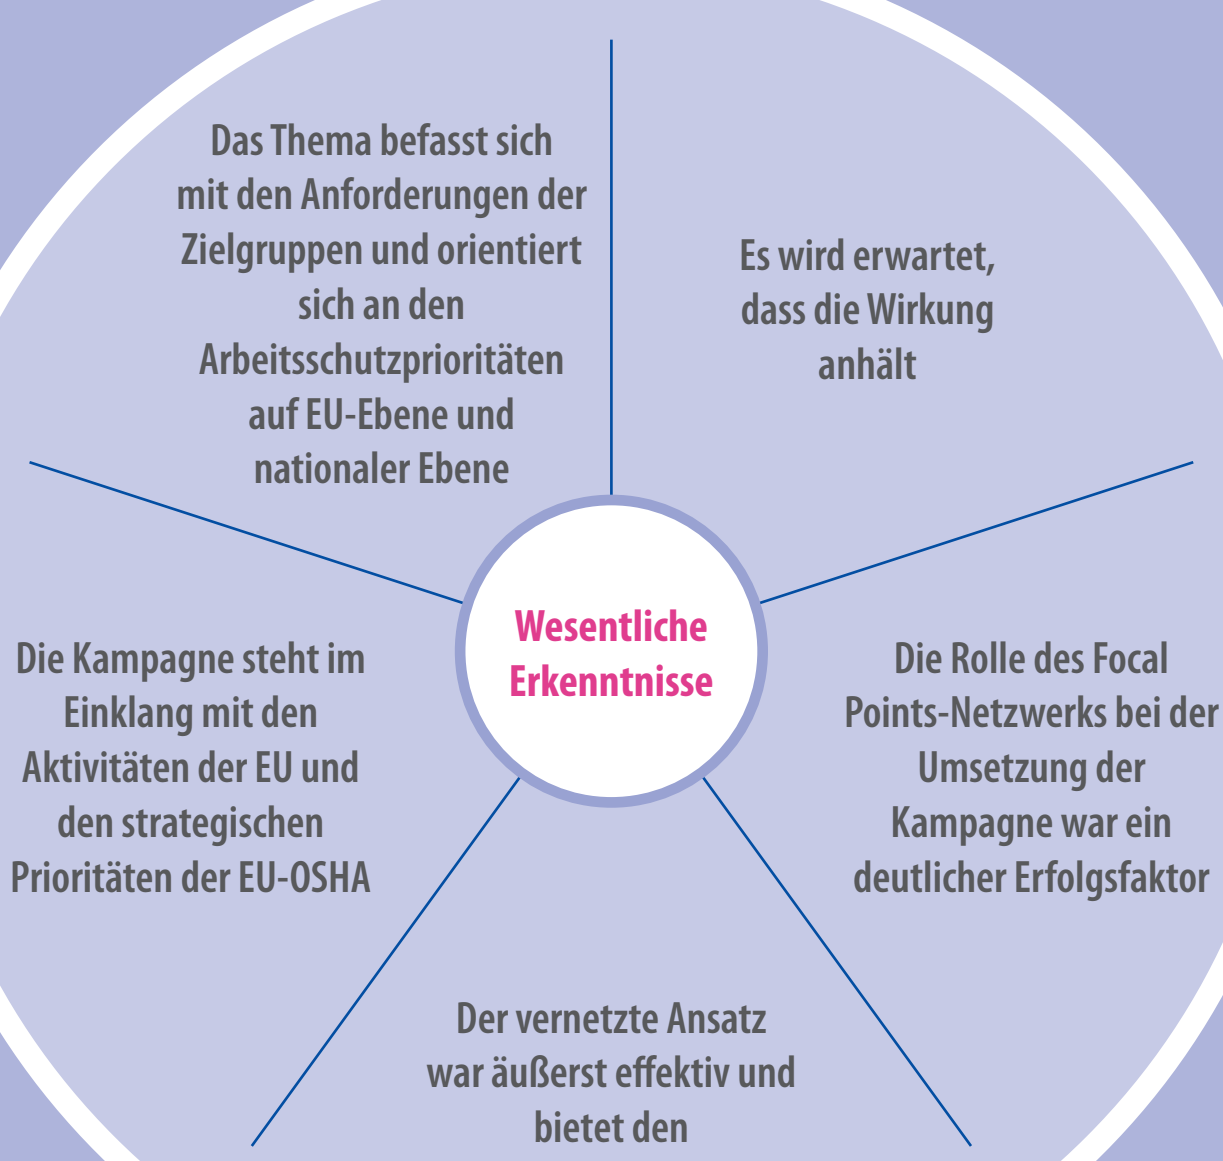 Das Thema befasst sich
mit den Anforderungen der
Zielgruppen und orientiert
sich an den
Arbeitsschutzprioritäten
auf EU-Ebene und
nationaler Ebene
Es wird erwartet,
dass die Wirkung
anhält
Wesentliche
Erkenntnisse
Die Kampagne steht im
Einklang mit den
Aktivitäten der EU und
den strategischen
Prioritäten der EU-OSHA
Die Rolle des Focal
Points-Netzwerks bei der
Umsetzung der
Kampagne war ein
deutlicher Erfolgsfaktor
Der vernetzte Ansatz
war äußerst effektiv und
bietet den